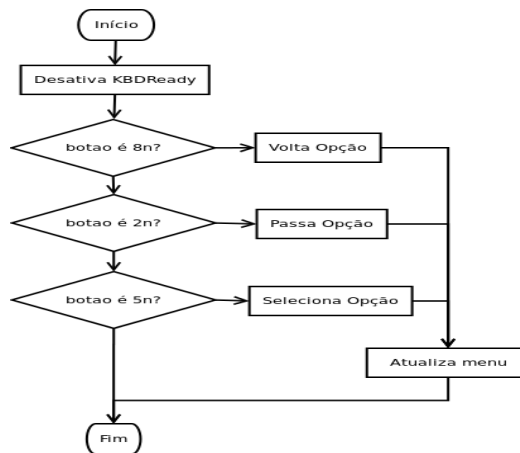 Início
Desativa KBDReady
botao é 8n?
Volta Opção
botao é 2n?
Passa Opção
botao é 5n?
Seleciona Opção
Atualiza menu
Fim